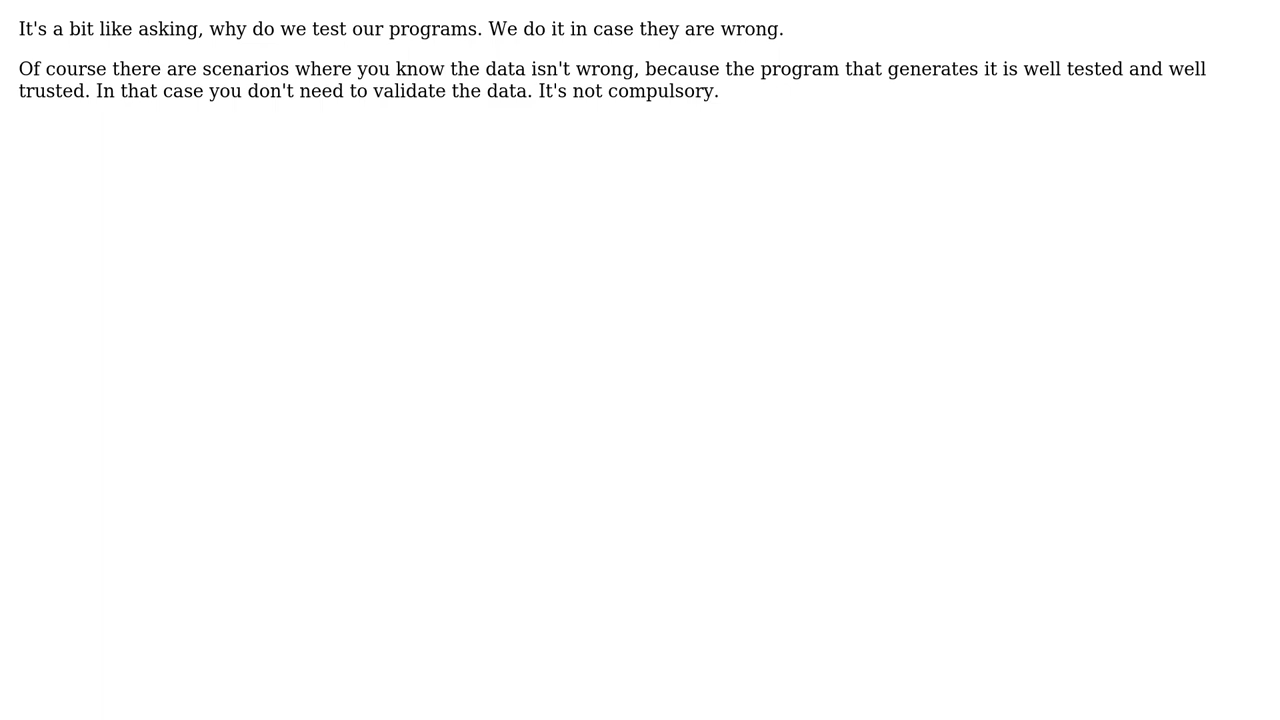 It's a bit like asking, why do we test our programs. We do it in case they are wrong.
Of course there are scenarios where you know the data isn't wrong, because the program that generates it is well tested and well
trusted. In that case you don't need to validate the data. It's not compulsory.